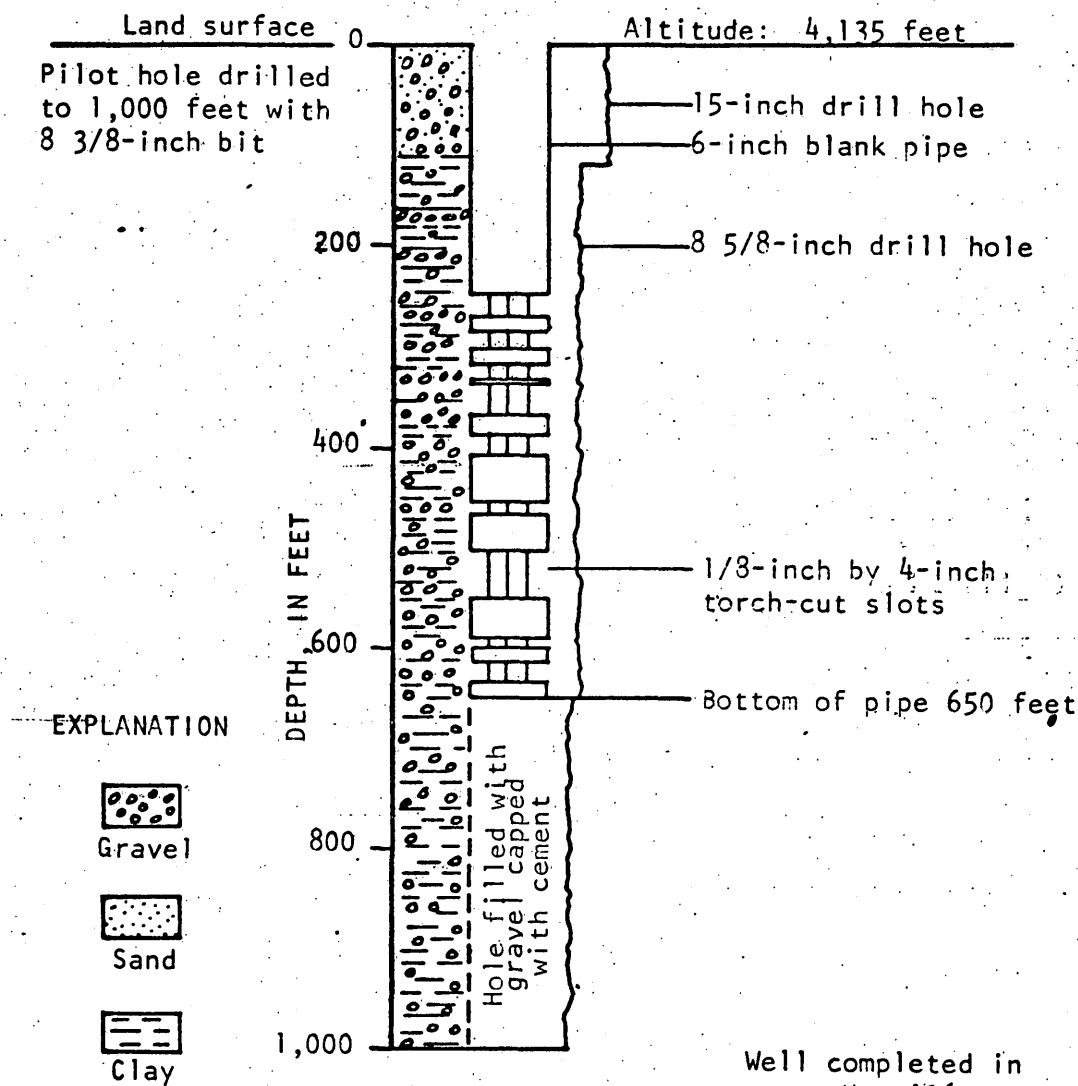 Land surface
0
Altitude: 4,135 feet
Pilot hole drilled
to 1,000 feet with
8 3/8-inch bit
15-inch drill hole
6-inch blank pipe
200
8 5/8-inch drill hole
400
DEPTH, IN FEET
1/8-inch by 4-inch
torch-cut slots
600
Bottom of pipe 650 feet
EXPLANATION
Gravel
Sand
Clay
800
Hole filled with
gravel capped
with cement
1,000
Well completed in